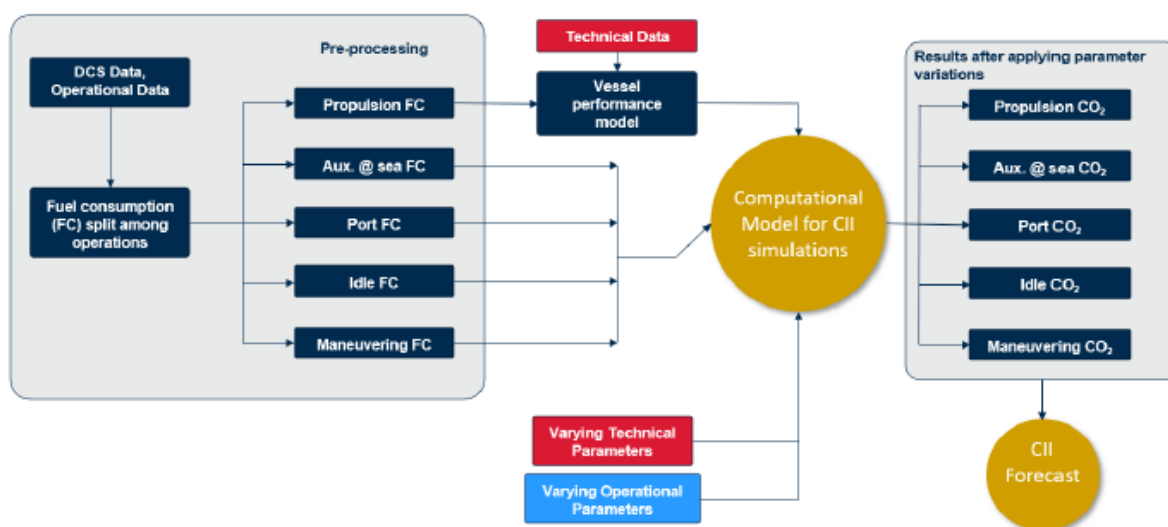 Pre-processing
DCS Data,
Operational Data
Fuel consumption
(FC) split among
operations
Propulsion FC
Aux. @ sea FC
Port FC
Idle FC
Maneuvering FC
Technical Data
Vessel
performance
model
Computational
Model for CII
simulations
Varying Technical
Parameters
Varying Operational
Parameters
Results after applying parameter
variations
Propulsion CO₂
Aux. @ sea CO₂
Port CO₂
Idle CO₂
Maneuvering CO₂
CII
Forecast